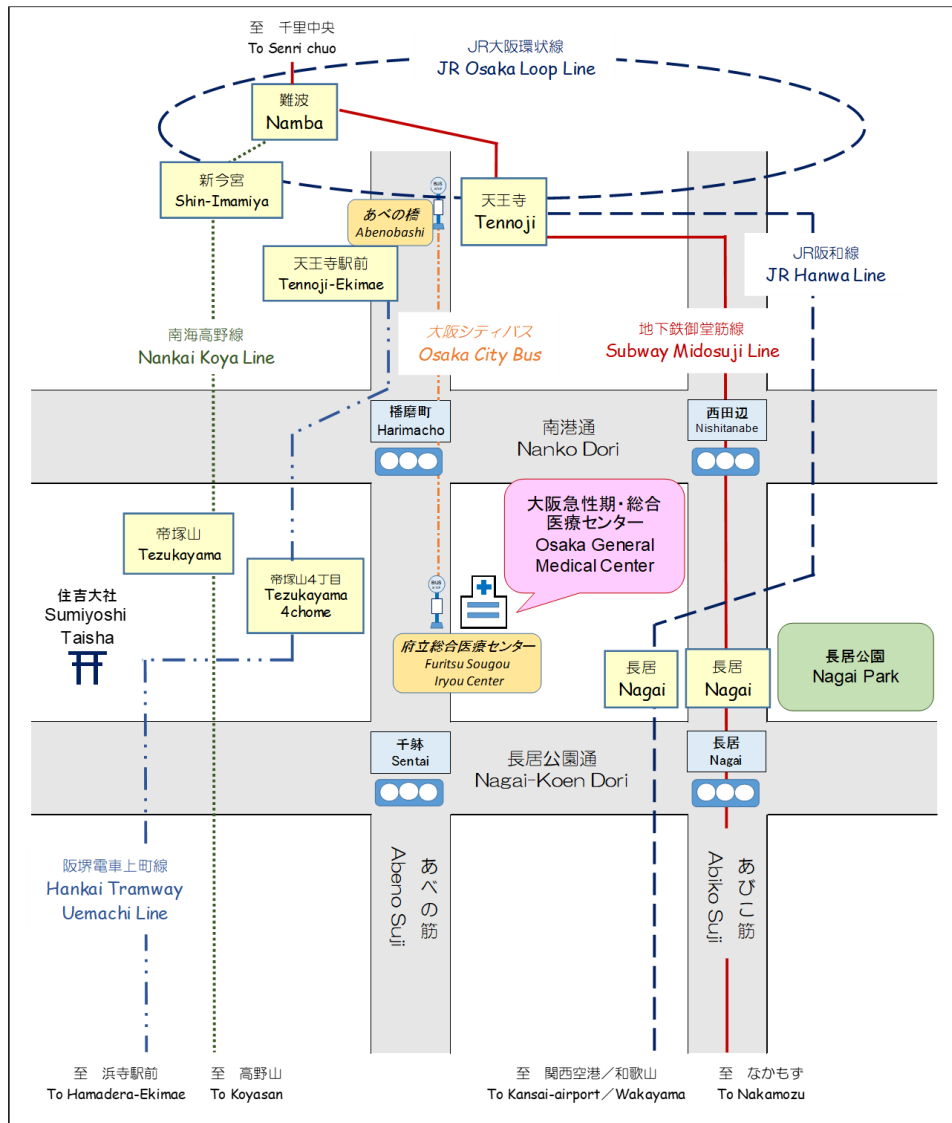 至　千里中央
To Senri chuo
JR大阪環状線
JR Osaka Loop Line
難波
Namba
新今宮
Shin-Imamiya
BUS
あべの橋
Abenobashi
天王寺
Tennoji
天王寺駅前
Tennoji-Ekimae
JR阪和線
JR Hanwa Line
南海高野線
Nankai Koya Line
大阪シティバス
Osaka City Bus
地下鉄御堂筋線
Subway Midosuji Line
播磨町
Harimacho
南港通
Nanko Dori
西田辺
Nishitanabe
大阪急性期・総合
医療センター
Osaka General
Medical Center
帝塚山
Tezukayama
帝塚山4丁目
Tezukayama
4chome
BUS
住吉大社
Sumiyoshi
Taisha
府立総合医療センター
Furitsu Sougou
Iryou Center
長居
Nagai
長居
Nagai
長居公園
Nagai Park
千躰
Sentai
長居公園通
Nagai-Koen Dori
長居
Nagai
阪堺電車上町線
Hankai Tramway
Uemachi Line
あべの筋
Abeno Suji
あびこ筋
Abiko Suji
至　浜寺駅前
To Hamadera-Ekimae
至　高野山
To Koyasan
至　関西空港／和歌山
To Kansai-airport／Wakayama
至　なかもず
To Nakamozu